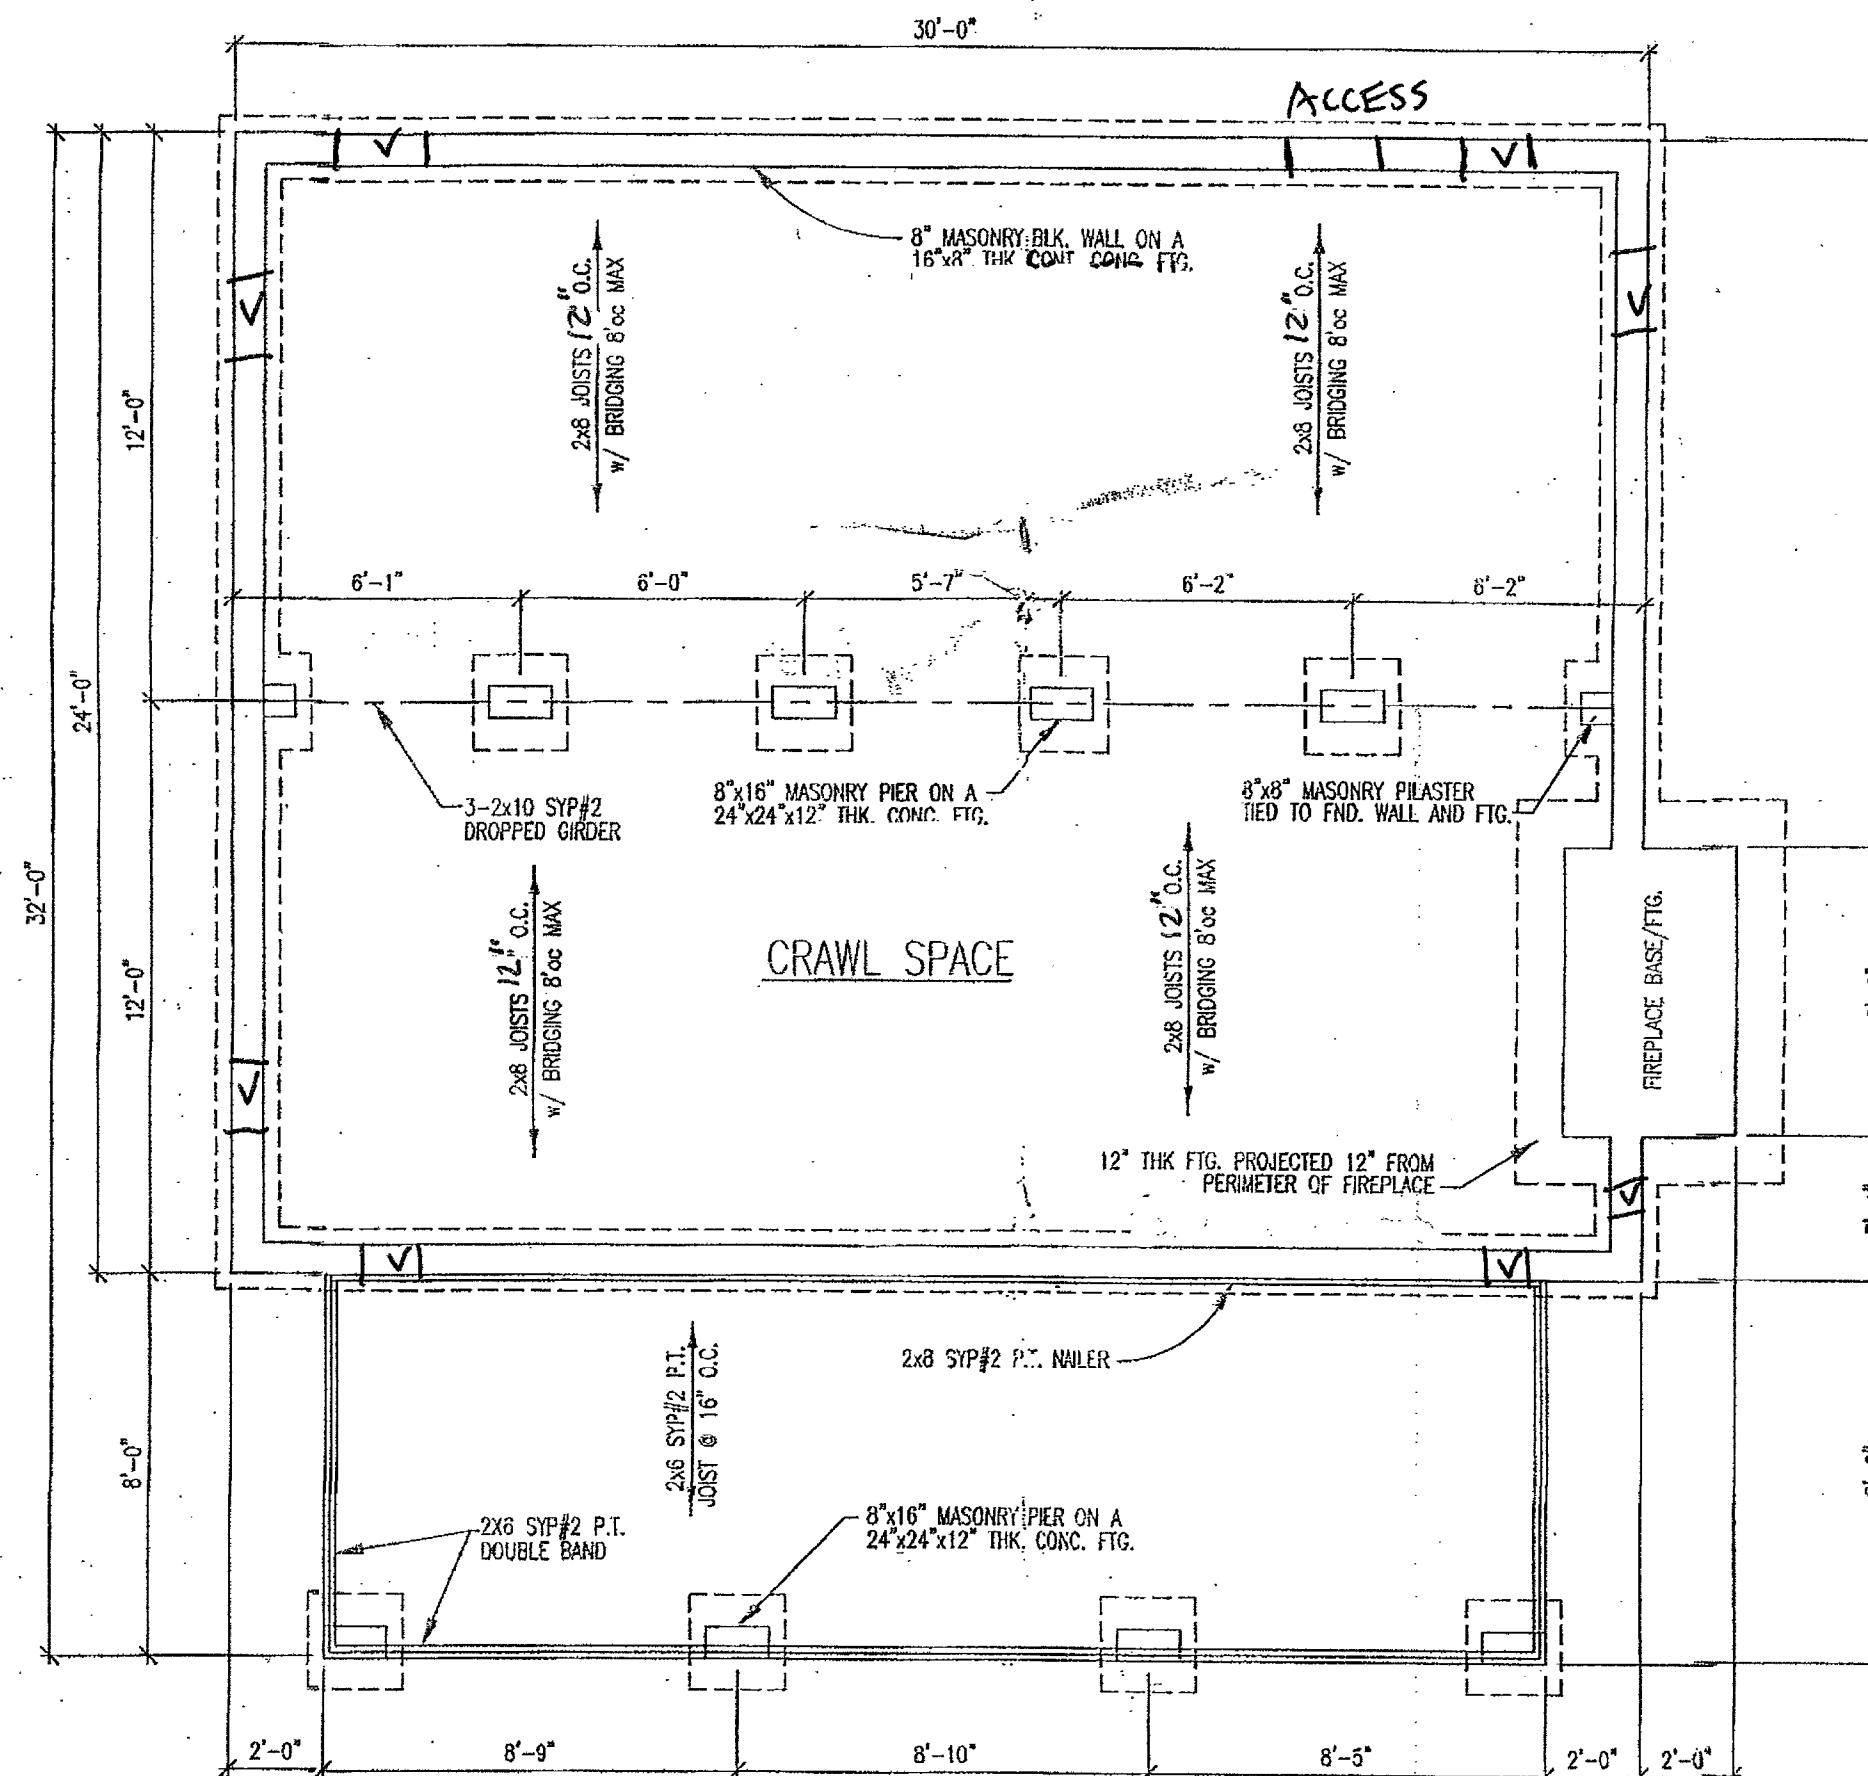 30'-0"
ACCESS
V
V
8" MASONRY BLK. WALL ON A
16"x8" THK CONT CONC FTG.
V
V
2x8 JOISTS 12" O.C.
w/ BRIDGING 8'oc MAX
2x8 JOISTS 12" O.C.
w/ BRIDGING 8'oc MAX
12'-0"
6'-1"
6'-0"
5'-7"
6'-2"
6'-2"
24'-0"
3-2x10 SYP#2
DROPPED GIRDER
8"x16" MASONRY PIER ON A
24"x24"x12" THK. CONC. FTG.
8"x8" MASONRY PILASTER
TIED TO FND. WALL AND FTG.
32'-0"
12'-0"
2x8 JOISTS 12" O.C.
w/ BRIDGING 8'oc MAX
CRAWL SPACE
2x8 JOISTS 12" O.C.
w/ BRIDGING 8'oc MAX
FIREPLACE BASE/FTG.
V
12" THK FTG. PROJECTED 12" FROM
PERIMETER OF FIREPLACE
V
V
V
2x8 SYP#2 P.T. NAILER
2x6 SYP#2 P.T.
JOIST @ 16" O.C.
8'-0"
2X6 SYP#2 P.T.
DOUBLE BAND
8"x16" MASONRY PIER ON A
24"x24"x12" THK. CONC. FTG.
2'-0"
8'-9"
8'-10"
8'-5"
2'-0"
2'-0"